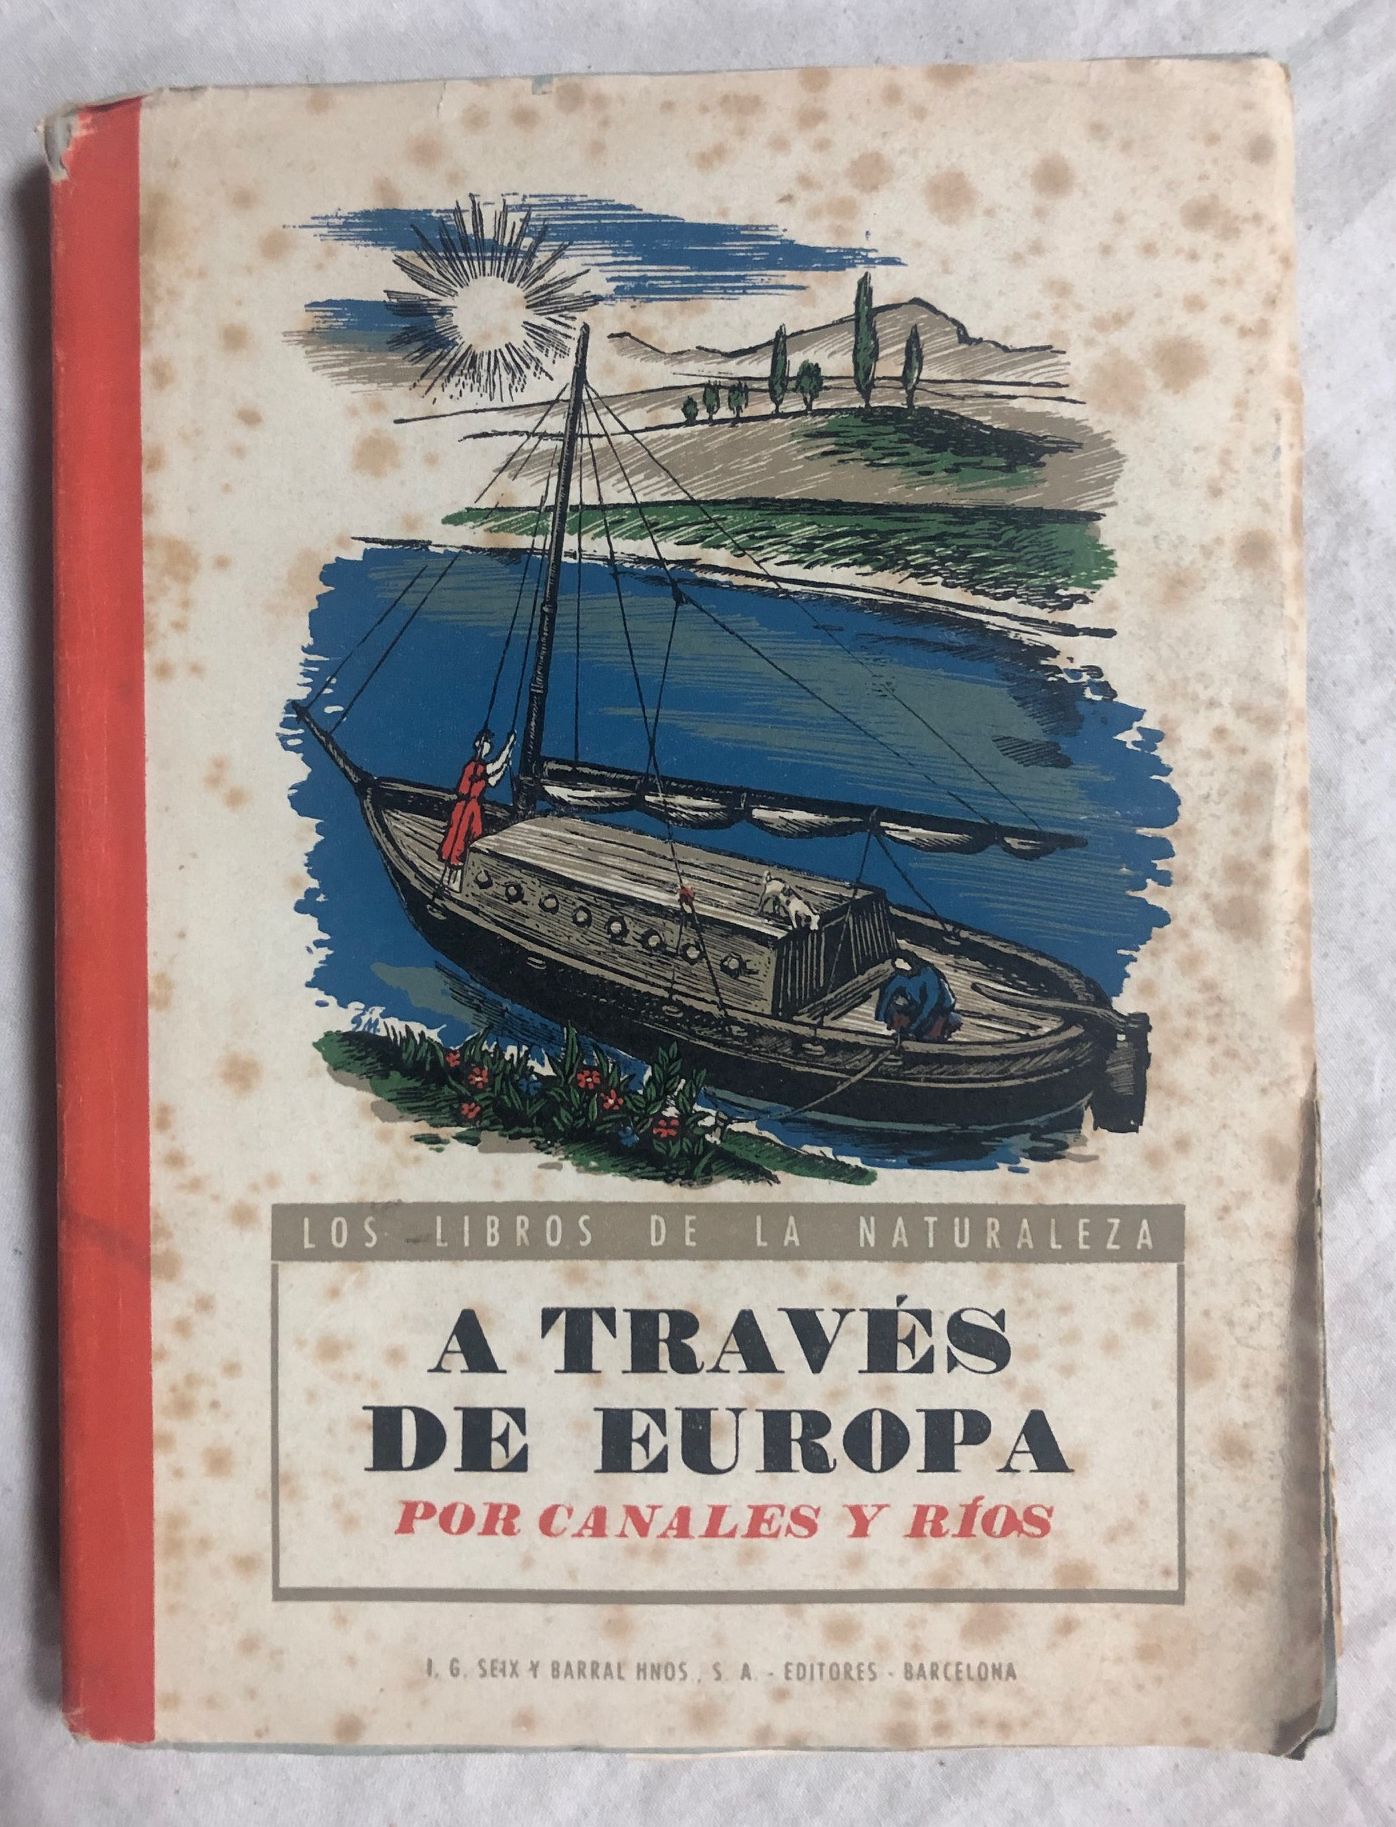 LOS LIBROS DE LA NATURALEZA
A TRAVÉS
DE EUROPA
POR CANALES Y RÍOS
I. G. SEIX Y BARRAL HNOS., S. A. - EDITORES - BARCELONA